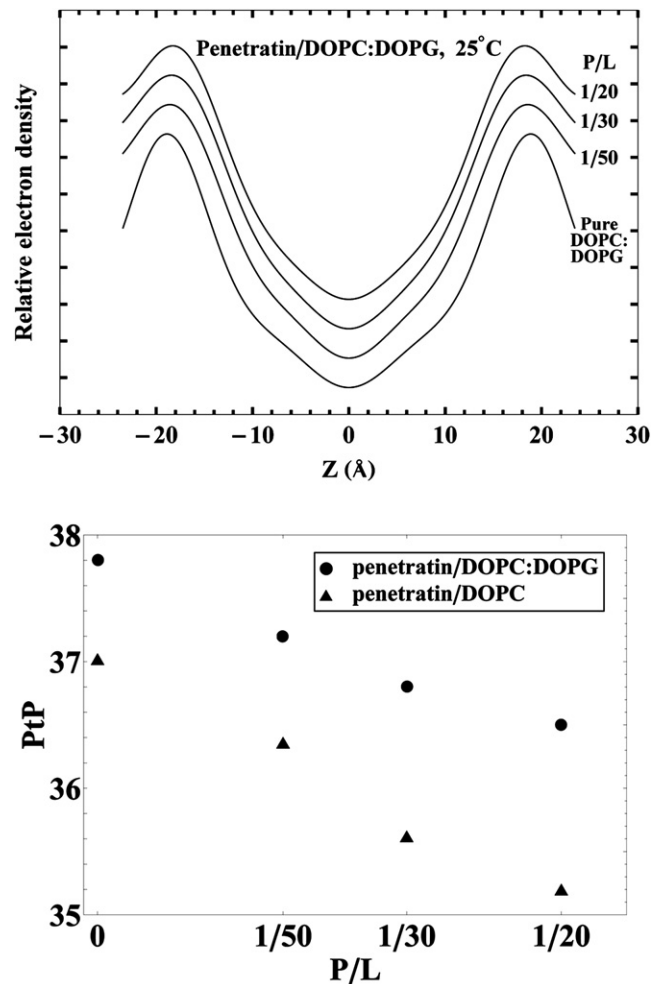 Penetratin/DOPC:DOPG, 25°C
P/L
1/20
1/30
1/50
Pure
DOPC:
DOPG
Relative electron density
−30
−20
−10
0
10
20
30
Z (Å)
38
37
36
35
PtP
penetratin/DOPC:DOPG
penetratin/DOPC
0
1/50
1/30
1/20
P/L